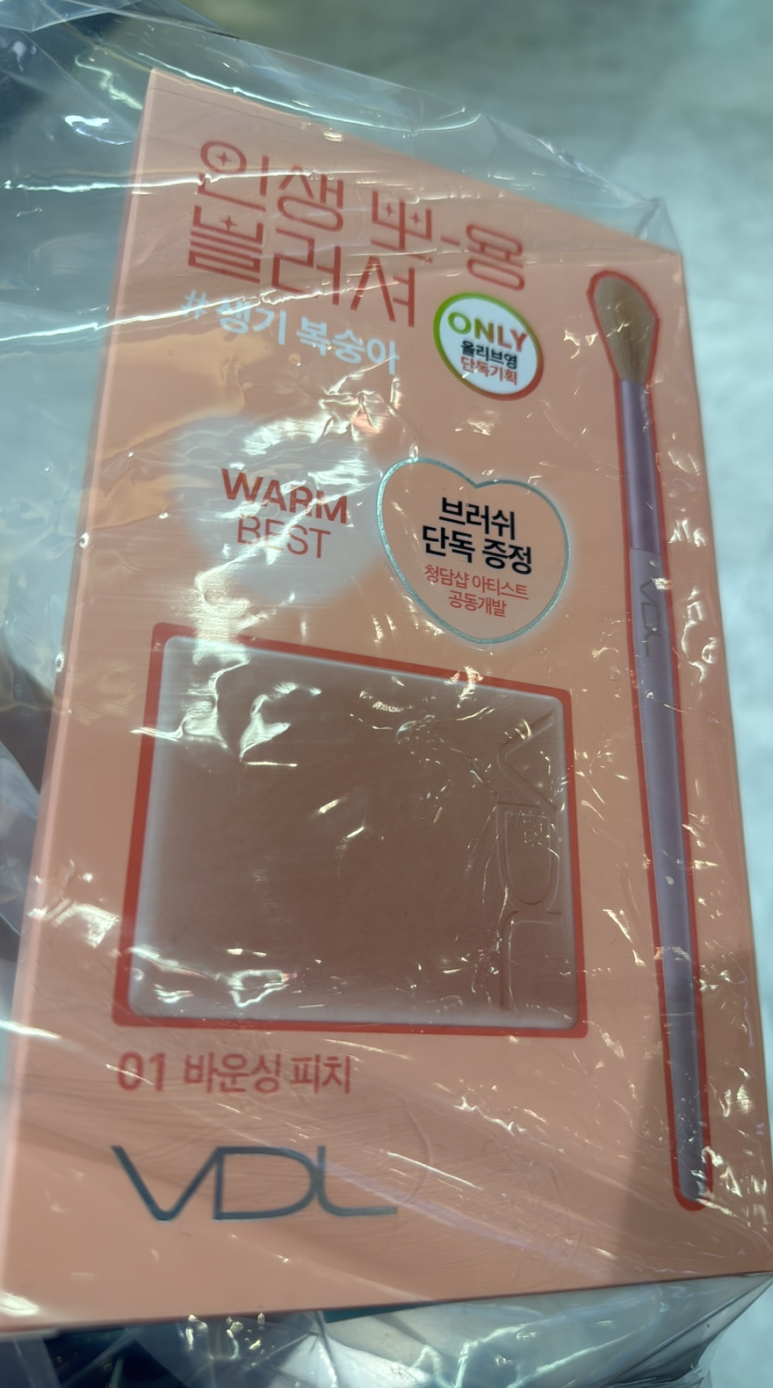 인생 뽀-용
블러셔
# 생기 복숭아
ONLY
올리브영
단독기획
WARM
BEST
브러쉬
단독 증정
청담샵 아티스트
공동개발
VDL
VDL
01 바운싱 피치
VDL